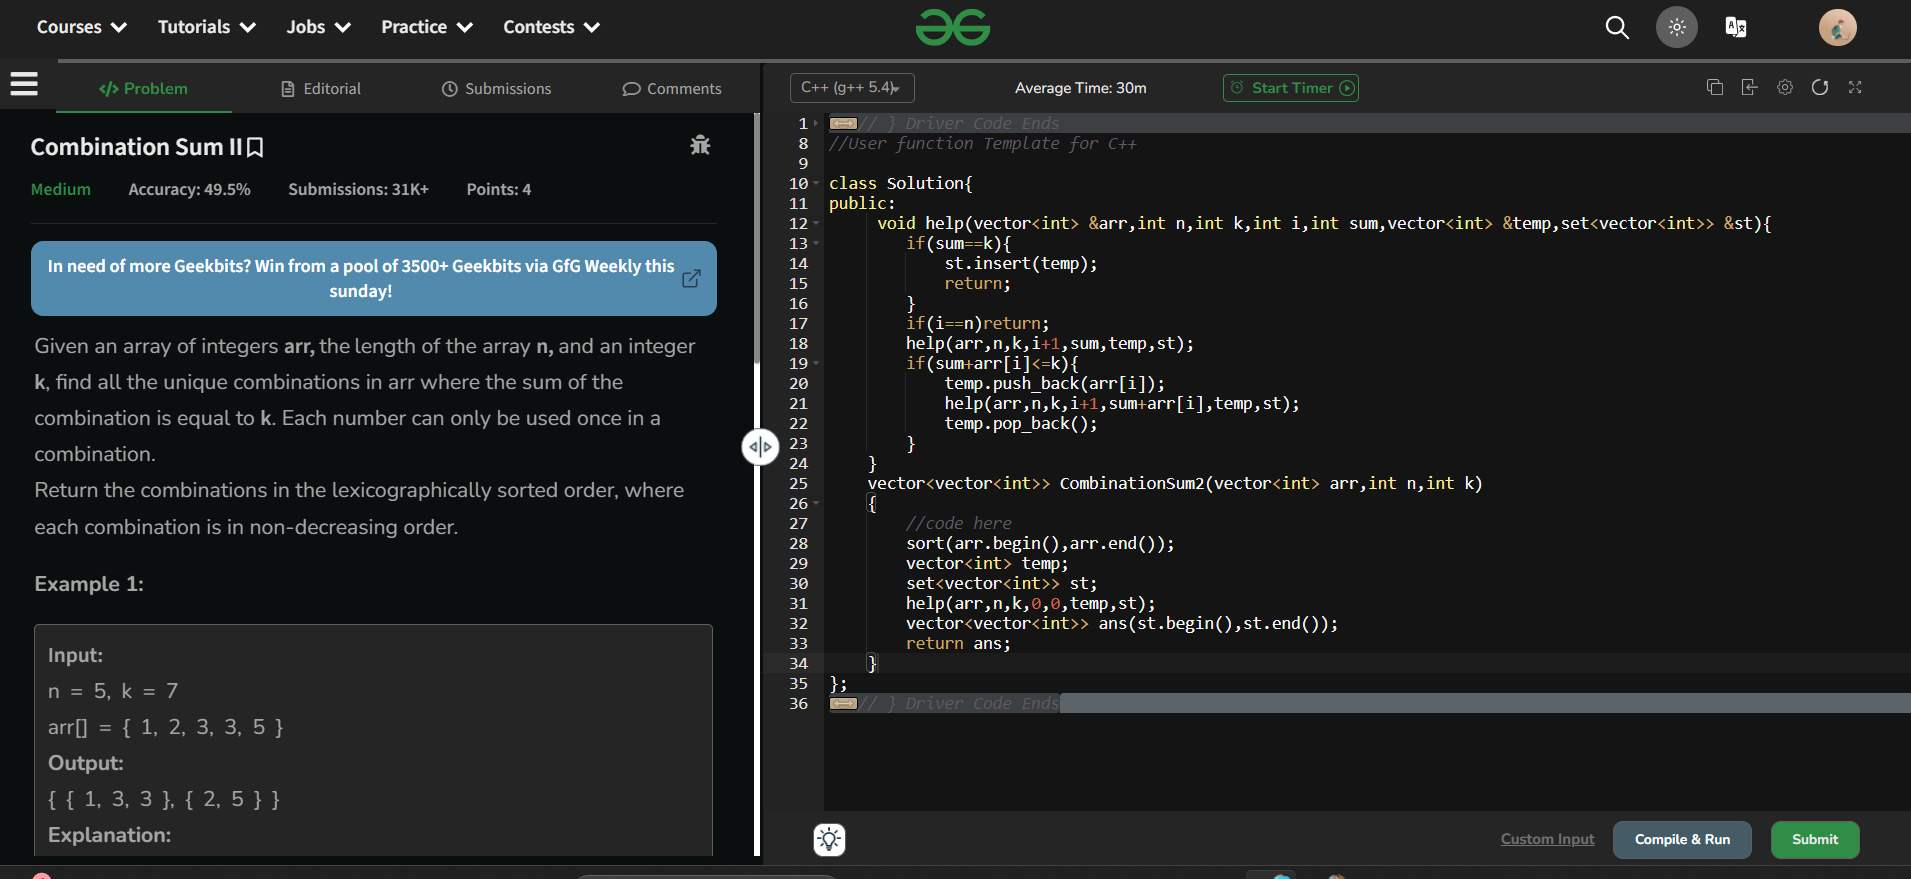 Courses
Tutorials
Jobs
Practice
Contests
Problem
Editorial
Submissions
Comments
Combination Sum II
Medium Accuracy: 49.5% Submissions: 31K+ Points: 4
In need of more Geekbits? Win from a pool of 3500+ Geekbits via GfG Weekly this
sunday!
Given an array of integers arr, the length of the array n, and an integer
k, find all the unique combinations in arr where the sum of the
combination is equal to k. Each number can only be used once in a
combination.
Return the combinations in the lexicographically sorted order, where
each combination is in non-decreasing order.
Example 1:
Input:
n = 5, k = 7
arr[] = { 1, 2, 3, 3, 5 }
Output:
{ { 1, 3, 3 }, { 2, 5 } }
Explanation:
C++ (g++ 5.4)
Average Time: 30m
Start Timer
1 // } Driver Code Ends
8 //User function Template for C++
9
10 class Solution{
11 public:
12 void help(vector<int> &arr,int n,int k,int i,int sum,vector<int> &temp,set<vector<int>> &st){
13 if(sum==k){
14 st.insert(temp);
15 return;
16 }
17 if(i==n)return;
18 help(arr,n,k,i+1,sum,temp,st);
19 if(sum+arr[i]<=k){
20 temp.push_back(arr[i]);
21 help(arr,n,k,i+1,sum+arr[i],temp,st);
22 temp.pop_back();
23 }
24 }
25 vector<vector<int>> CombinationSum2(vector<int> arr,int n,int k)
26 {
27 //code here
28 sort(arr.begin(),arr.end());
29 vector<int> temp;
30 set<vector<int>> st;
31 help(arr,n,k,0,0,temp,st);
32 vector<vector<int>> ans(st.begin(),st.end());
33 return ans;
34 }
35 };
36 // } Driver Code Ends
Custom Input
Compile & Run
Submit